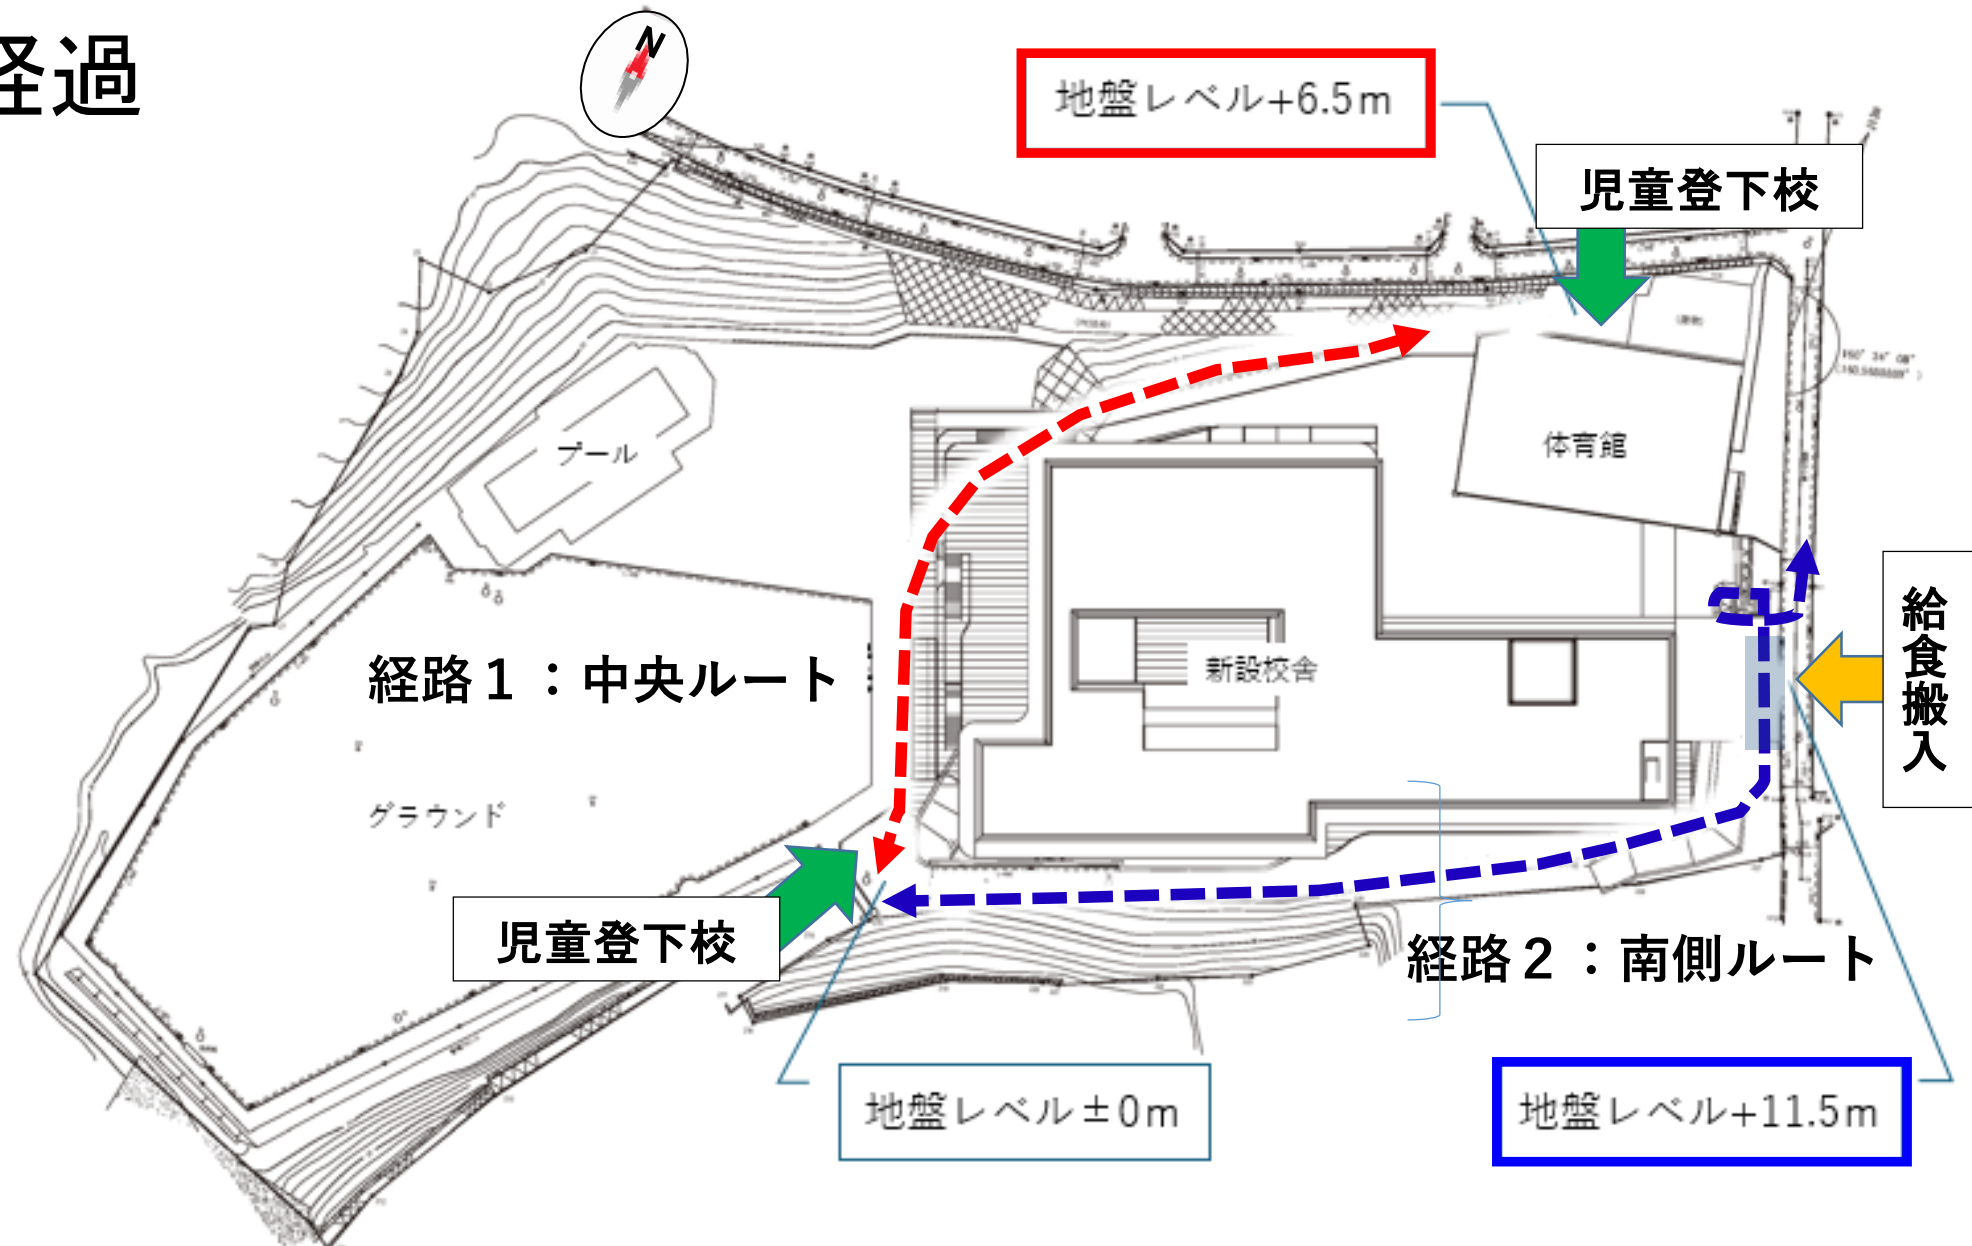 経過
N
地盤レベル+6.5m
児童登下校
プール
体育館
給食搬入
経路１：中央ルート
新設校舎
グラウンド
児童登下校
経路２：南側ルート
地盤レベル±0m
地盤レベル+11.5m